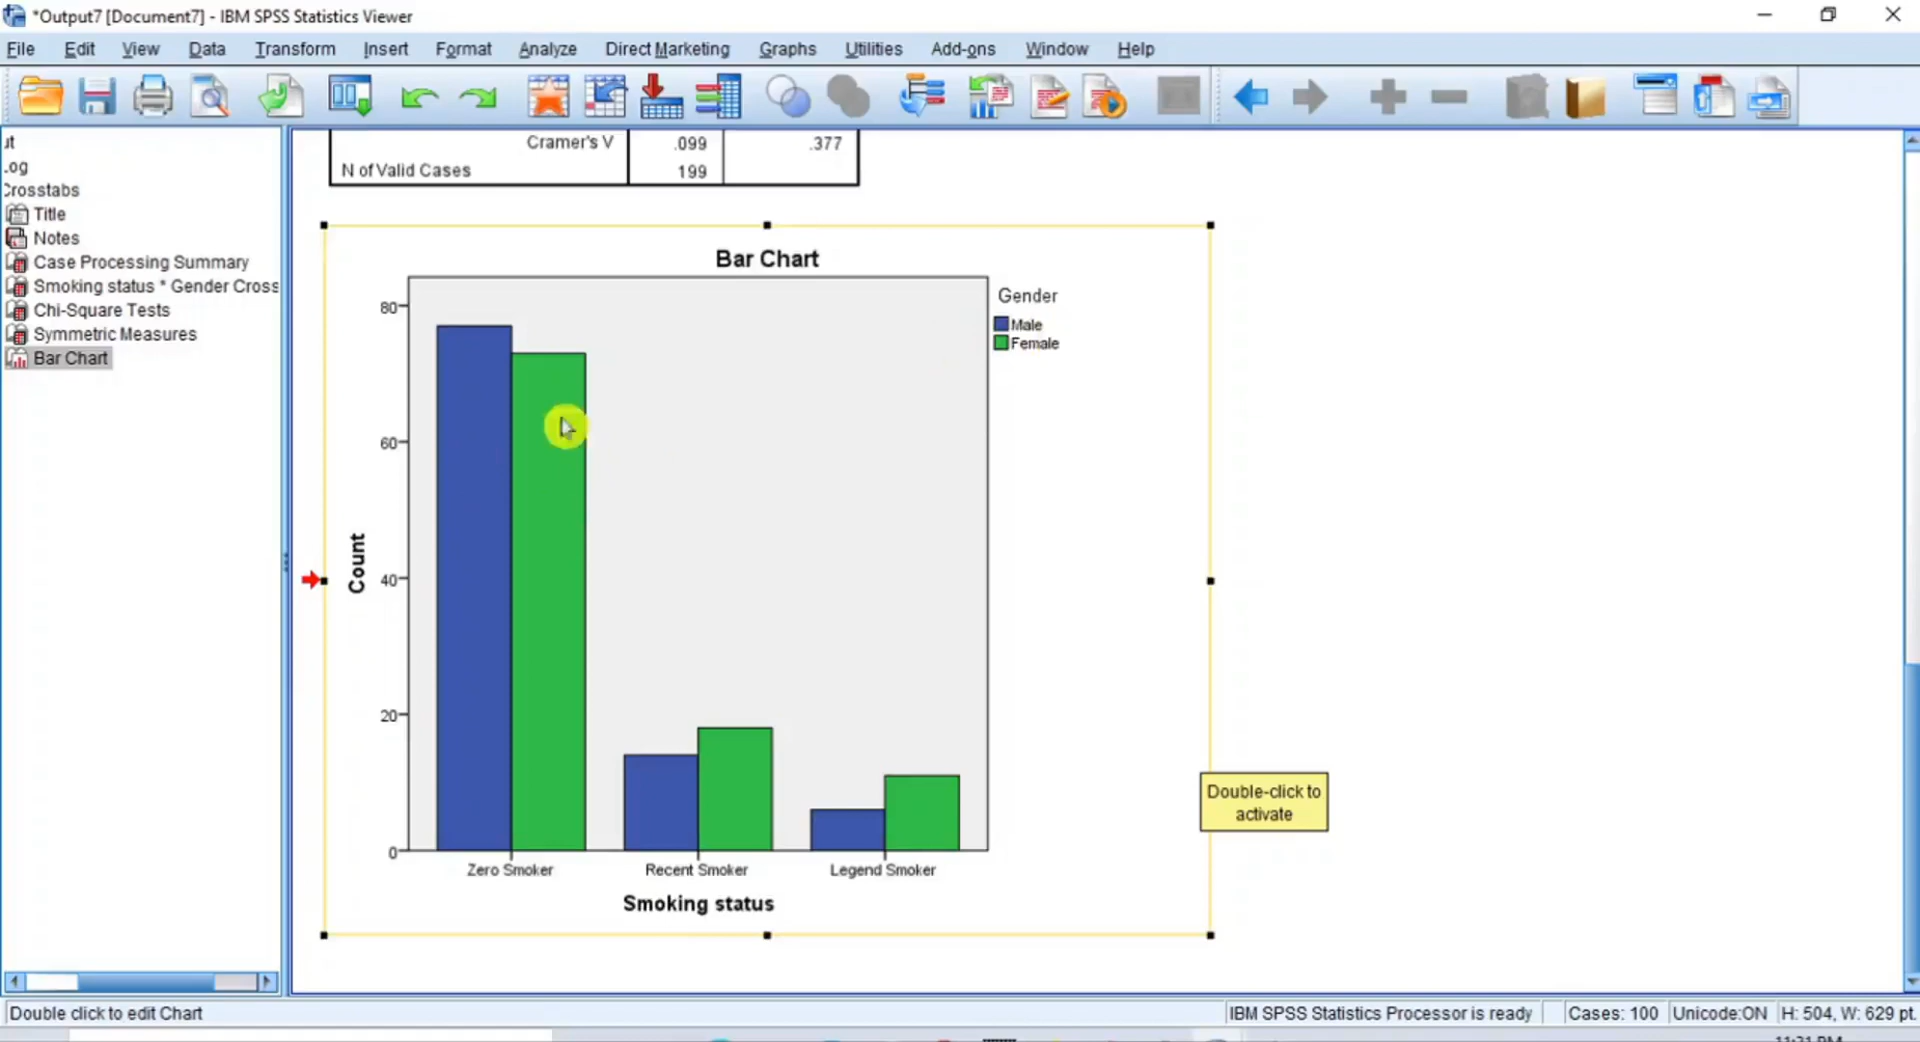 *Output7 [Document7] - IBM SPSS Statistics Viewer
File Edit View Data Transform Insert Format Analyze Direct Marketing Graphs Utilities Add-ons Window Help
ut
.og
Crosstabs
Title
Notes
Case Processing Summary
Smoking status * Gender Cross
Chi-Square Tests
Symmetric Measures
Bar Chart
Cramer's V .099 .377
N of Valid Cases 199
Bar Chart
Gender
Male
Female
80
60
40
20
0
Count
Zero Smoker Recent Smoker Legend Smoker
Smoking status
Double-click to
activate
Double click to edit Chart
IBM SPSS Statistics Processor is ready Cases: 100 Unicode:ON H: 504, W: 629 pt.